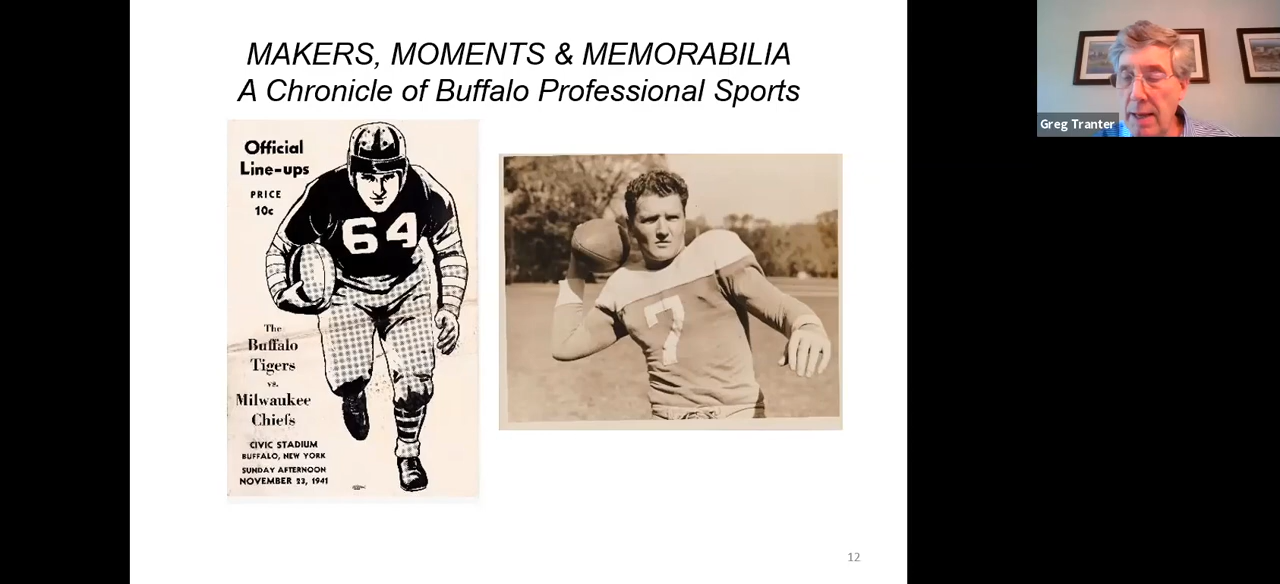 MAKERS, MOMENTS & MEMORABILIA
A Chronicle of Buffalo Professional Sports
Official
Line-ups
PRICE
10c
64
The
Buffalo
Tigers
vs.
Milwaukee
Chiefs
CIVIC STADIUM
BUFFALO, NEW YORK
SUNDAY AFTERNOON
NOVEMBER 23, 1941
7
12
Greg Tranter